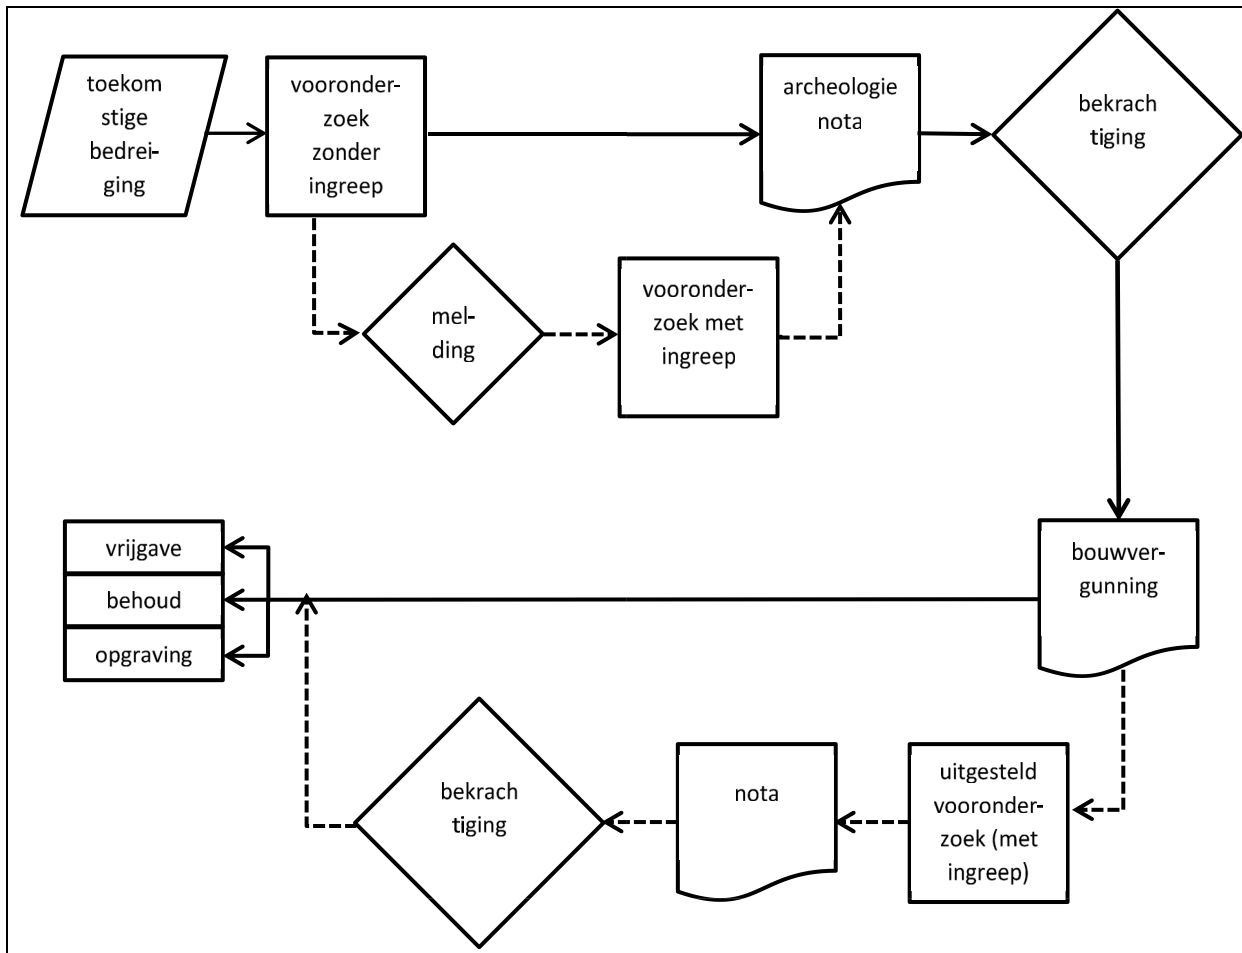 toekom
stige
bedrei-
ging
vooronder-
zoek
zonder
ingreep
archeologie
nota
bekrach
tiging
mel-
ding
vooronder-
zoek met
ingreep
vrijgave
behoud
opgraving
bouwver-
gunning
bekrach
tiging
nota
uitgesteld
vooronder-
zoek (met
ingreep)